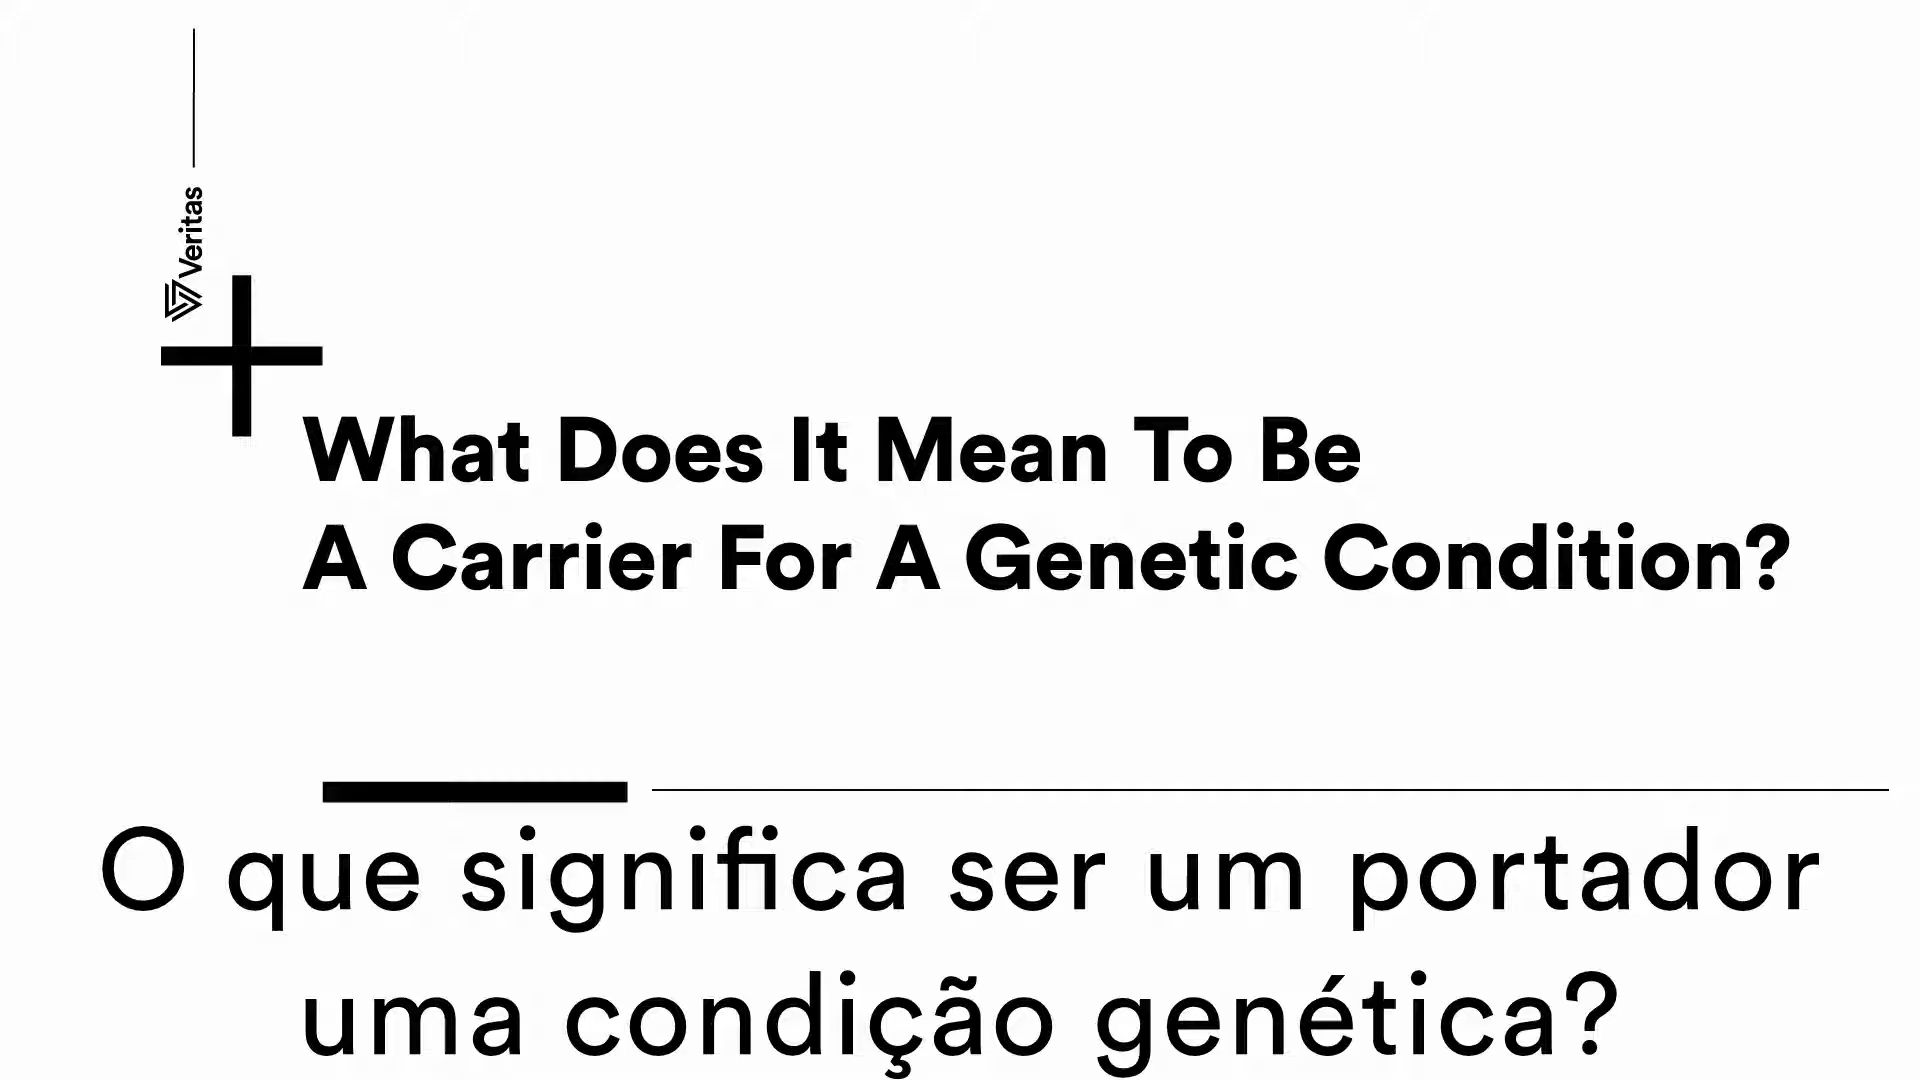 Veritas
What Does It Mean To Be
A Carrier For A Genetic Condition?
O que significa ser um portador
uma condição genética?